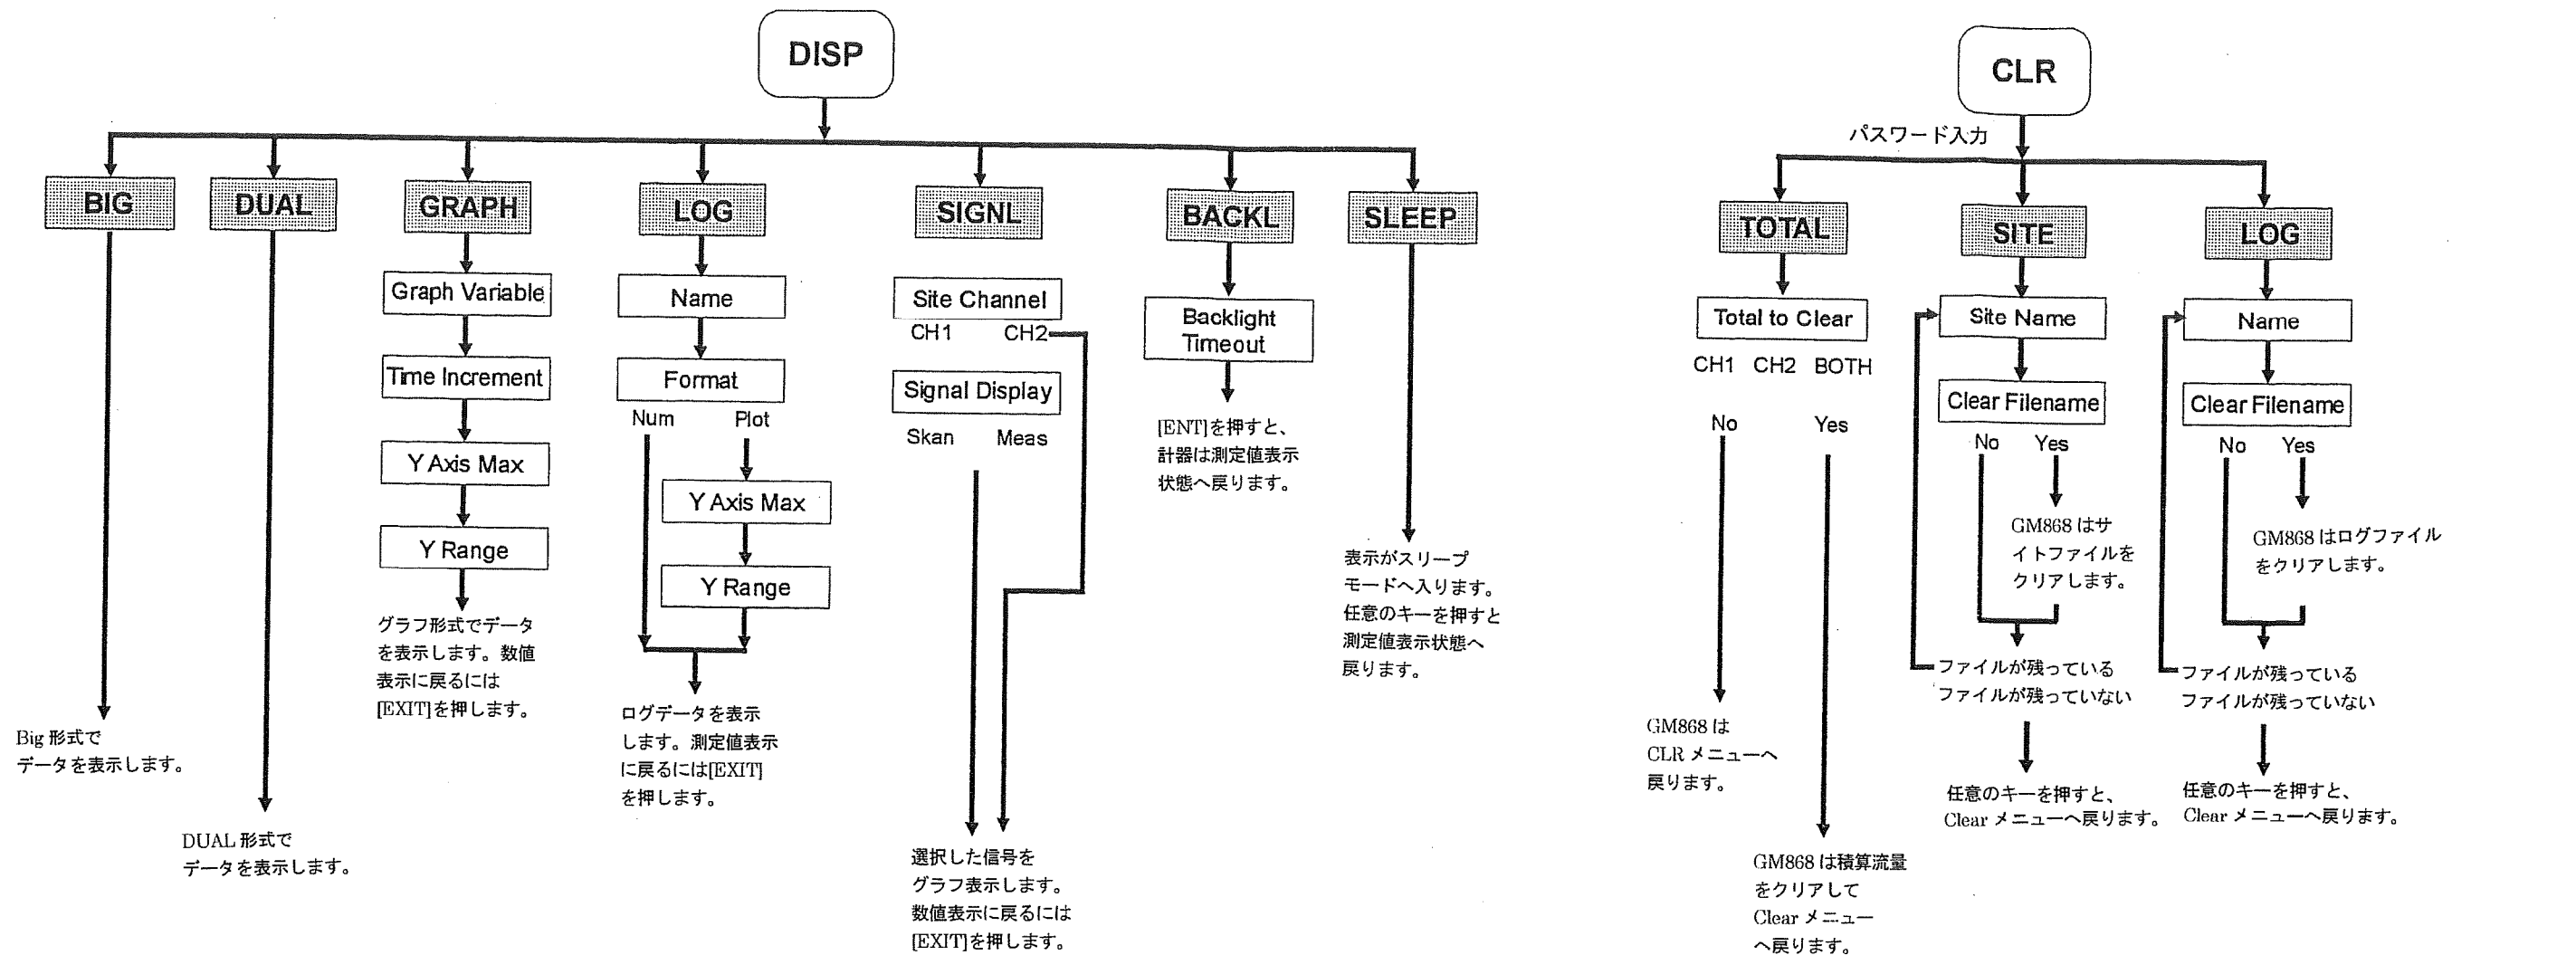 DISP
BIG
DUAL
GRAPH
LOG
SIGNL
BACKL
SLEEP
Big 形式で
データを表示します。
DUAL 形式で
データを表示します。
Graph Variable
Time Increment
Y Axis Max
Y Range
グラフ形式でデータ
を表示します。数値
表示に戻るには
[EXIT]を押します。
Name
Format
Num Plot
Y Axis Max
Y Range
ログデータを表示
します。測定値表示
に戻るには[EXIT]
を押します。
Site Channel
CH1 CH2
Signal Display
Skan Meas
選択した信号を
グラフ表示します。
数値表示に戻るには
[EXIT]を押します。
Backlight
Timeout
[ENT]を押すと、
計器は測定値表示
状態へ戻ります。
表示がスリープ
モードへ入ります。
任意のキーを押すと
測定値表示状態へ
戻ります。
CLR
パスワード入力
TOTAL
SITE
LOG
Total to Clear
CH1 CH2 BOTH
No Yes
GM868 は
CLR メニューへ
戻ります。
GM868 は積算流量
をクリアして
Clear メニュー
へ戻ります。
Site Name
Clear Filename
No Yes
GM868 はサ
イトファイルを
クリアします。
ファイルが残っている
ファイルが残っていない
任意のキーを押すと、
Clear メニューへ戻ります。
Name
Clear Filename
No Yes
GM868 はログファイル
をクリアします。
ファイルが残っている
ファイルが残っていない
任意のキーを押すと、
Clear メニューへ戻ります。